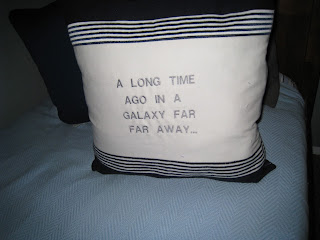 A LONG TIME
AGO IN A
GALAXY FAR
FAR AWAY...